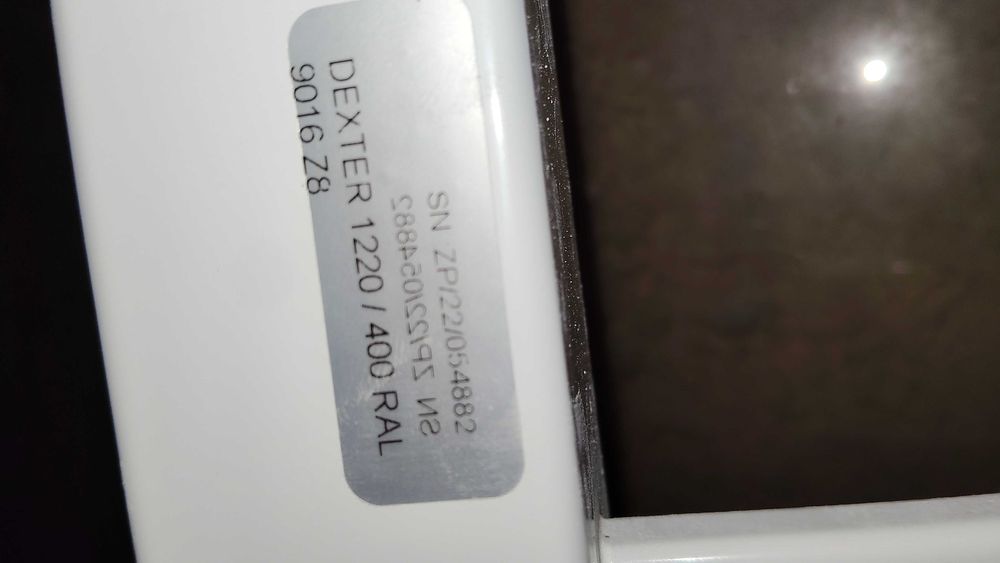 SN ZP/22/054882
SN ZP/22/054882
DEXTER 1220 / 400 RAL
9016 Z8